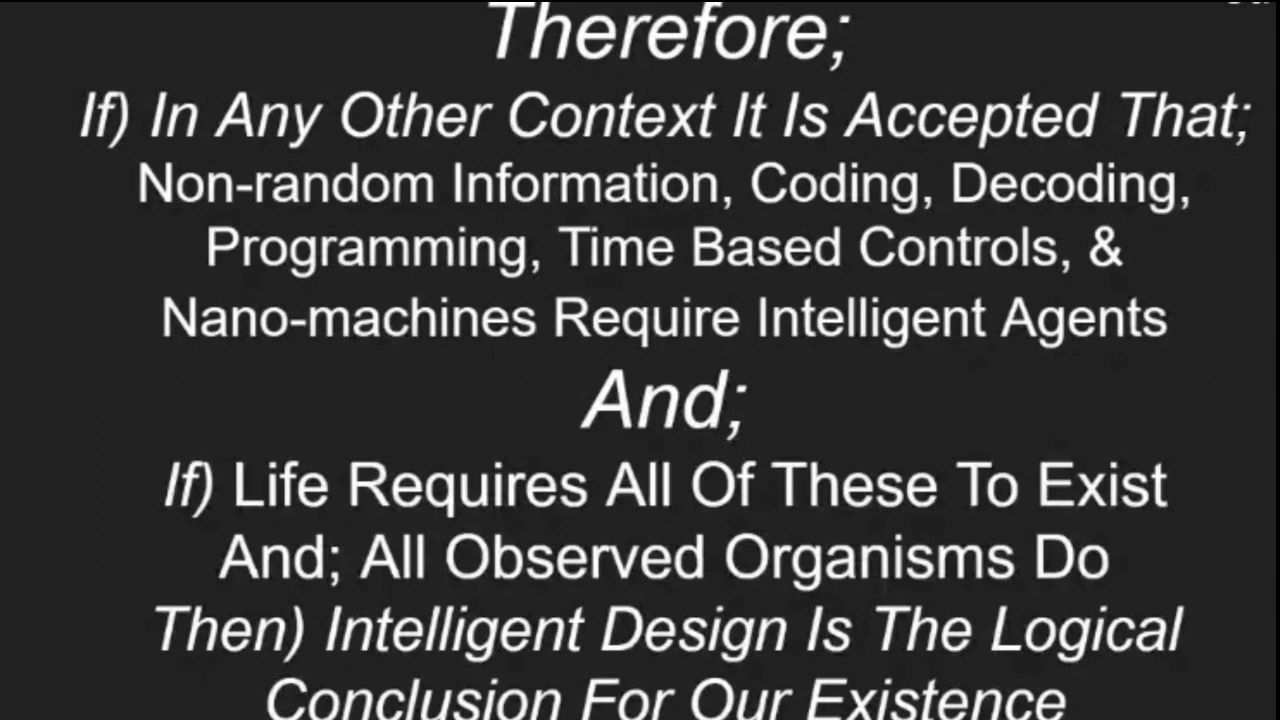 Therefore;
If) In Any Other Context It Is Accepted That;
Non-random Information, Coding, Decoding,
Programming, Time Based Controls, &
Nano-machines Require Intelligent Agents
And;
If) Life Requires All Of These To Exist
And; All Observed Organisms Do
Then) Intelligent Design Is The Logical
Conclusion For Our Existence